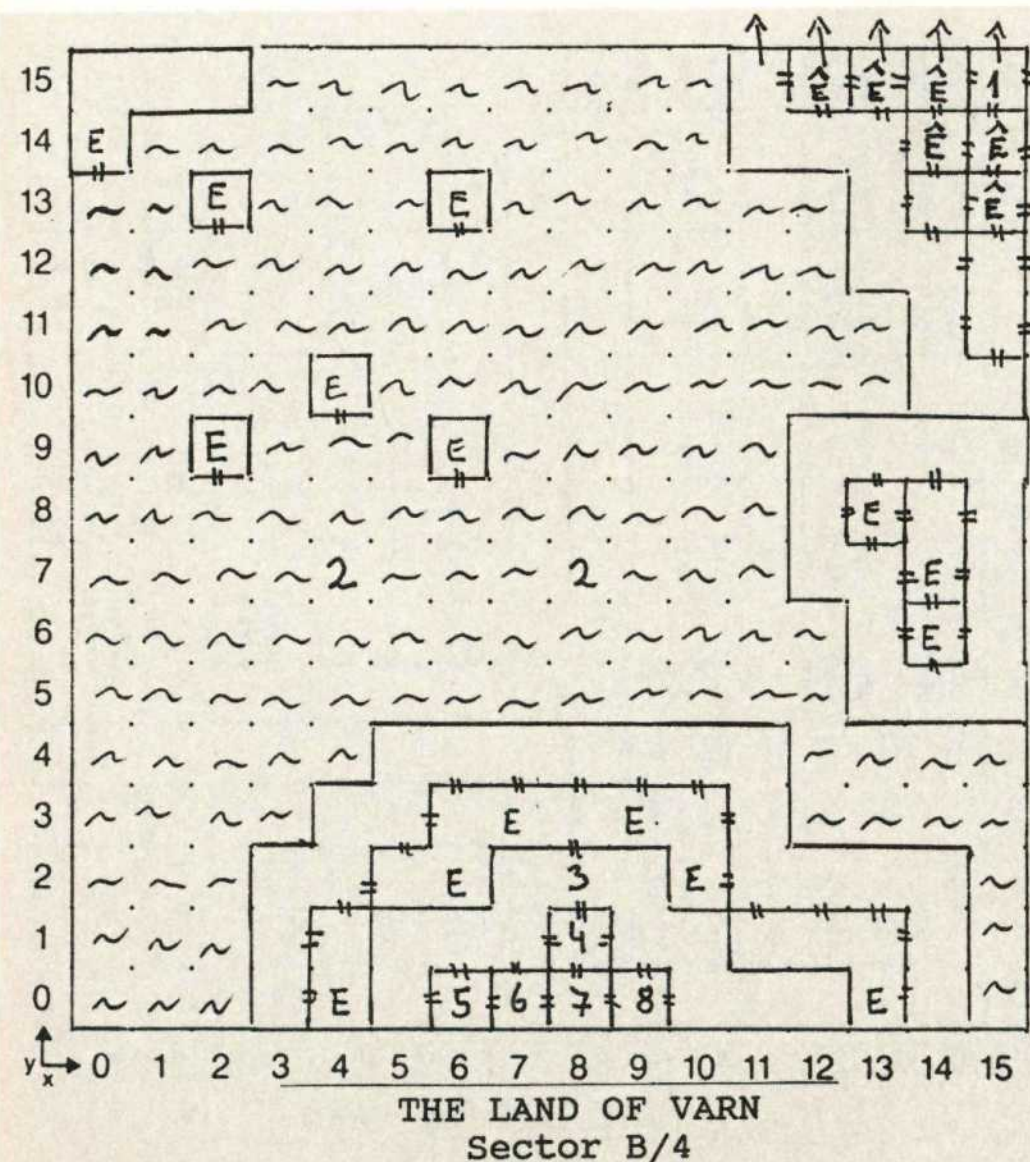 15 Ê Ê Ê 1
14 E Ê Ê
13 E E Ê
12
11
10 E
9 E E
8 E
7 2 2 E
6 E
5
4
3 E E
2 E 3 E
1 4
0 E 5 6 7 8 E
y x 0 1 2 3 4 5 6 7 8 9 10 11 12 13 14 15
THE LAND OF VARN
Sector B/4